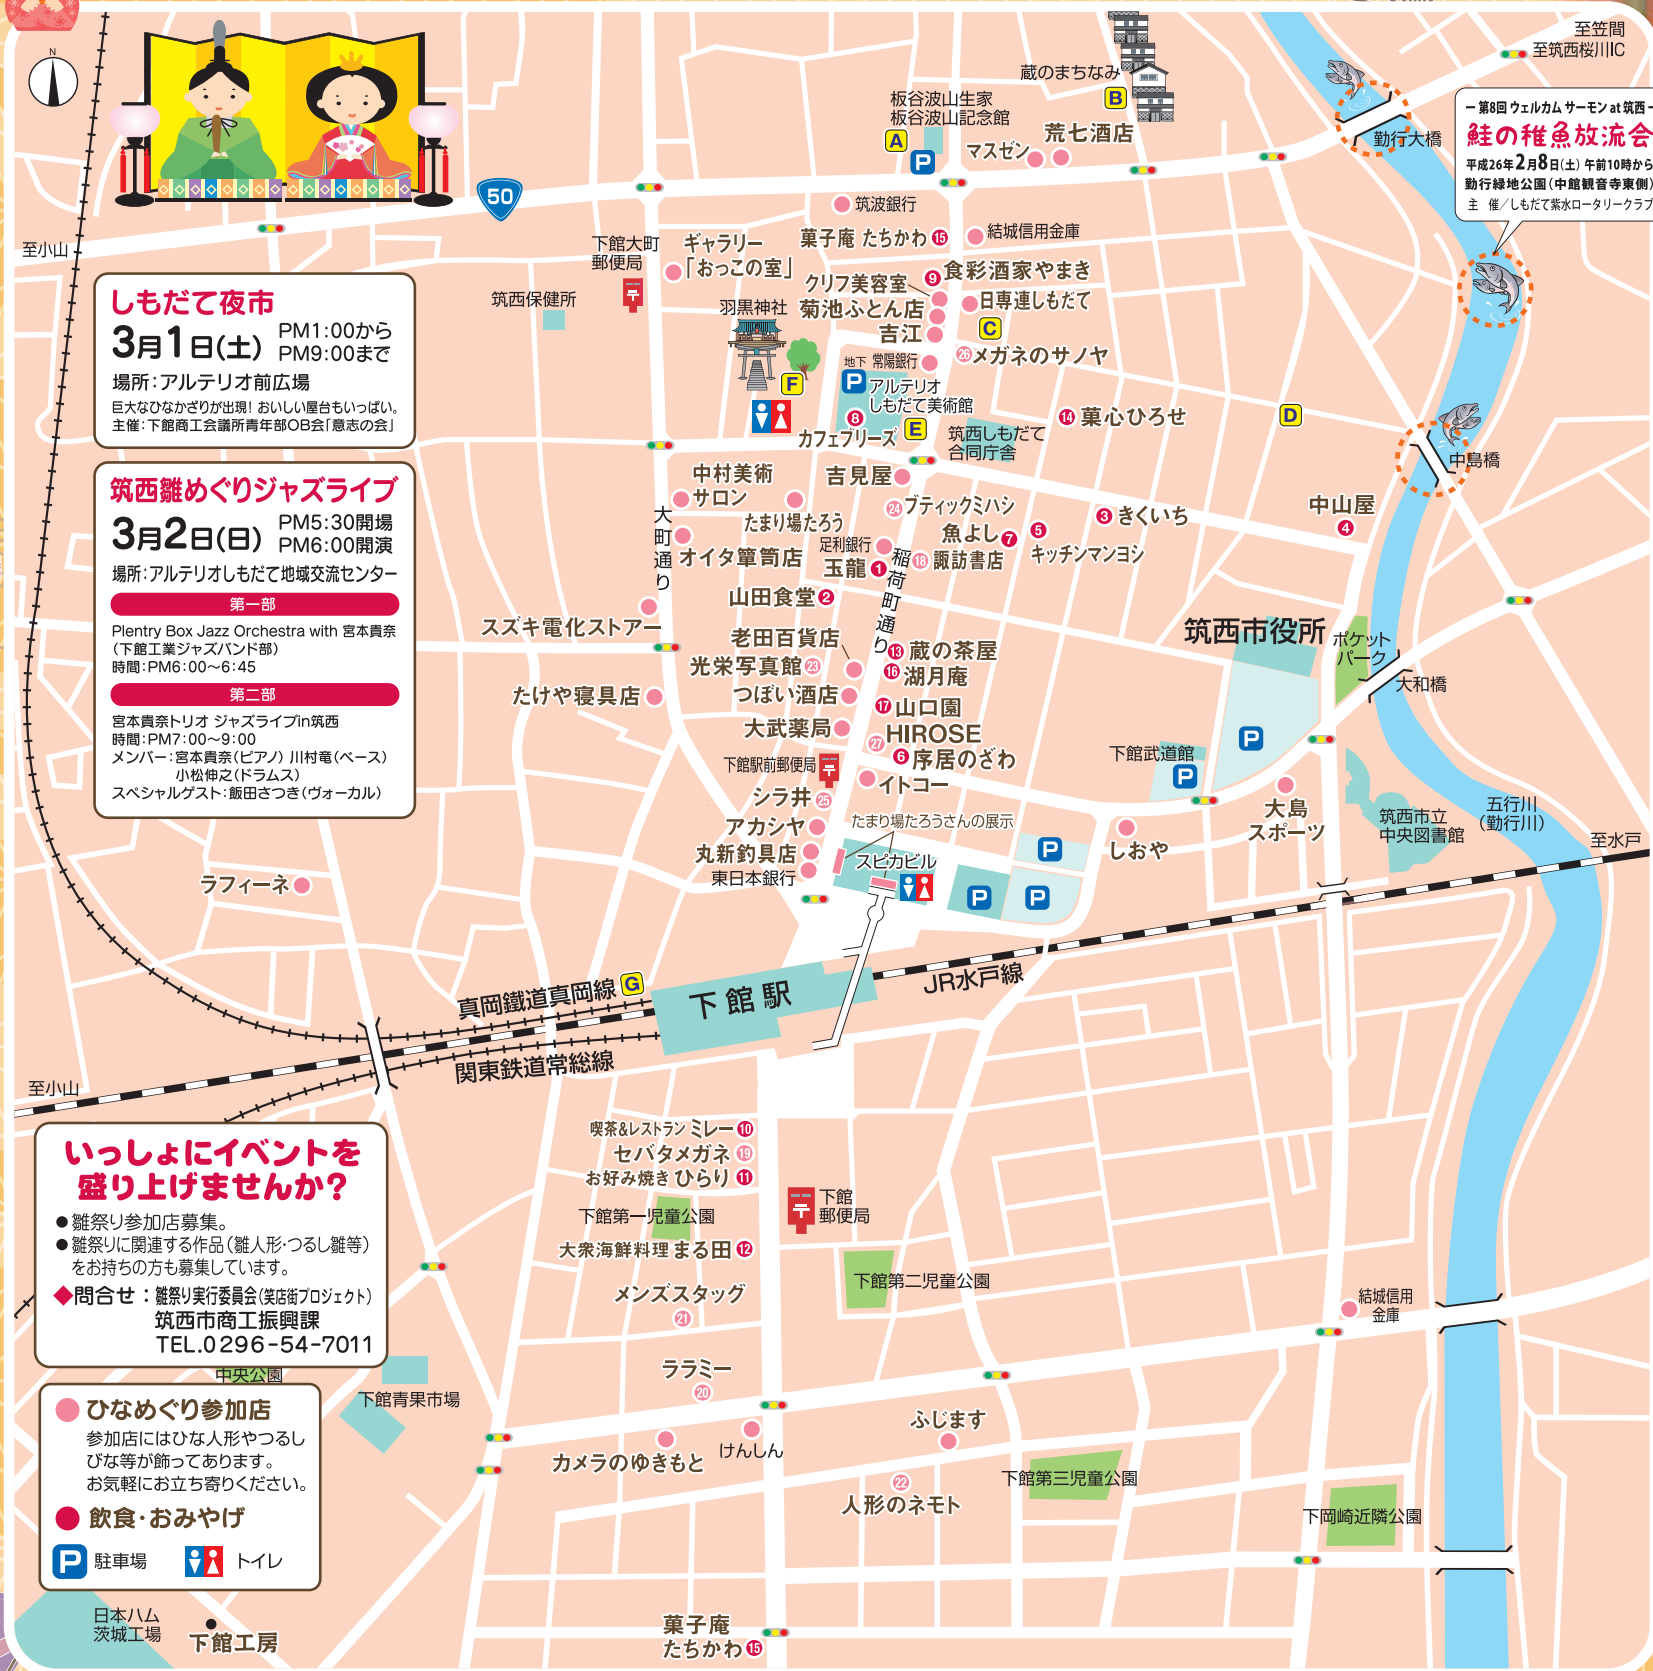 N
至笠間
至筑西桜川IC
蔵のまちなみ
B
板谷波山生家
板谷波山記念館
A
P
荒七酒店
マスゼン
勤行大橋
ー 第8回 ウェルカム サーモン at 筑西 ー
鮭の稚魚放流会
平成26年2月8日(土) 午前10時から
勤行緑地公園(中館観音寺東側)
主 催／しもだて紫水ロータリークラブ
50
至小山
筑波銀行
菓子庵 たちかわ⑮
結城信用金庫
下館大町
郵便局
ギャラリー
「おっこの室」
筑西保健所
羽黒神社
F
クリフ美容室
⑨食彩酒家やまき
菊池ふとん店
日専連しもだて
吉江
C
㉖メガネのサノヤ
地下 常陽銀行
P アルテリオ
しもだて美術館
⑧
カフェブリーズ
E
筑西しもだて
合同庁舎
⑭菓心ひろせ
D
中島橋
しもだて夜市
3月1日(土)
PM1:00から
PM9:00まで
場所：アルテリオ前広場
巨大なひなかざりが出現！おいしい屋台もいっぱい。
主催：下館商工会議所青年部OB会「意志の会」
筑西雛めぐりジャズライブ
3月2日(日)
PM5:30開場
PM6:00開演
場所：アルテリオしもだて地域交流センター
第一部
Plentry Box Jazz Orchestra with 宮本貴奈
(下館工業ジャズバンド部)
時間：PM6：00～6：45
第二部
宮本貴奈トリオ ジャズライブin筑西
時間：PM7：00～9：00
メンバー：宮本貴奈(ピアノ) 川村竜(ベース)
小松伸之(ドラムス)
スペシャルゲスト：飯田さつき(ヴォーカル)
中村美術
サロン
吉見屋
たまり場たろう
㉔ブティックミハシ
魚よし⑦
⑤
キッチンマンヨシ
③きくいち
中山屋
④
大町通り
オイタ箪笥店
足利銀行
玉龍①
⑱諏訪書店
稲荷町通り
山田食堂②
スズキ電化ストアー
老田百貨店
光栄写真館㉓
つぼい酒店
⑬蔵の茶屋
⑯湖月庵
たけや寝具店
⑰山口園
大武薬局
㉗HIROSE
⑥序居のざわ
筑西市役所
ポケット
パーク
大和橋
P
下館武道館
P
下館駅前郵便局
イトコー
シラ井㉕
アカシヤ
たまり場たろうさんの展示
丸新釣具店
東日本銀行
スピカビル
P
P
P
しおや
大島
スポーツ
筑西市立
中央図書館
五行川
(勤行川)
至水戸
ラフィーネ
真岡鐵道真岡線
G
下館駅
JR水戸線
関東鉄道常総線
至小山
いっしょにイベントを
盛り上げませんか？
●雛祭り参加店募集。
●雛祭りに関連する作品(雛人形・つるし雛等)
をお持ちの方も募集しています。
◆問合せ：雛祭り実行委員会(笑店街プロジェクト)
筑西市商工振興課
TEL.0296-54-7011
喫茶&レストラン ミレー⑩
セバタメガネ⑲
お好み焼き ひらり⑪
下館第一児童公園
下館
郵便局
大衆海鮮料理 まる田⑫
下館第二児童公園
メンズスタッグ
㉑
結城信用
金庫
ララミー
⑳
中央公園
下館青果市場
ひなめぐり参加店
参加店にはひな人形やつるし
びな等が飾ってあります。
お気軽にお立ち寄りください。
飲食・おみやげ
P 駐車場
トイレ
カメラのゆきもと
けんしん
ふじます
㉒
人形のネモト
下館第三児童公園
下岡崎近隣公園
日本ハム
茨城工場
下館工房
菓子庵
たちかわ⑮